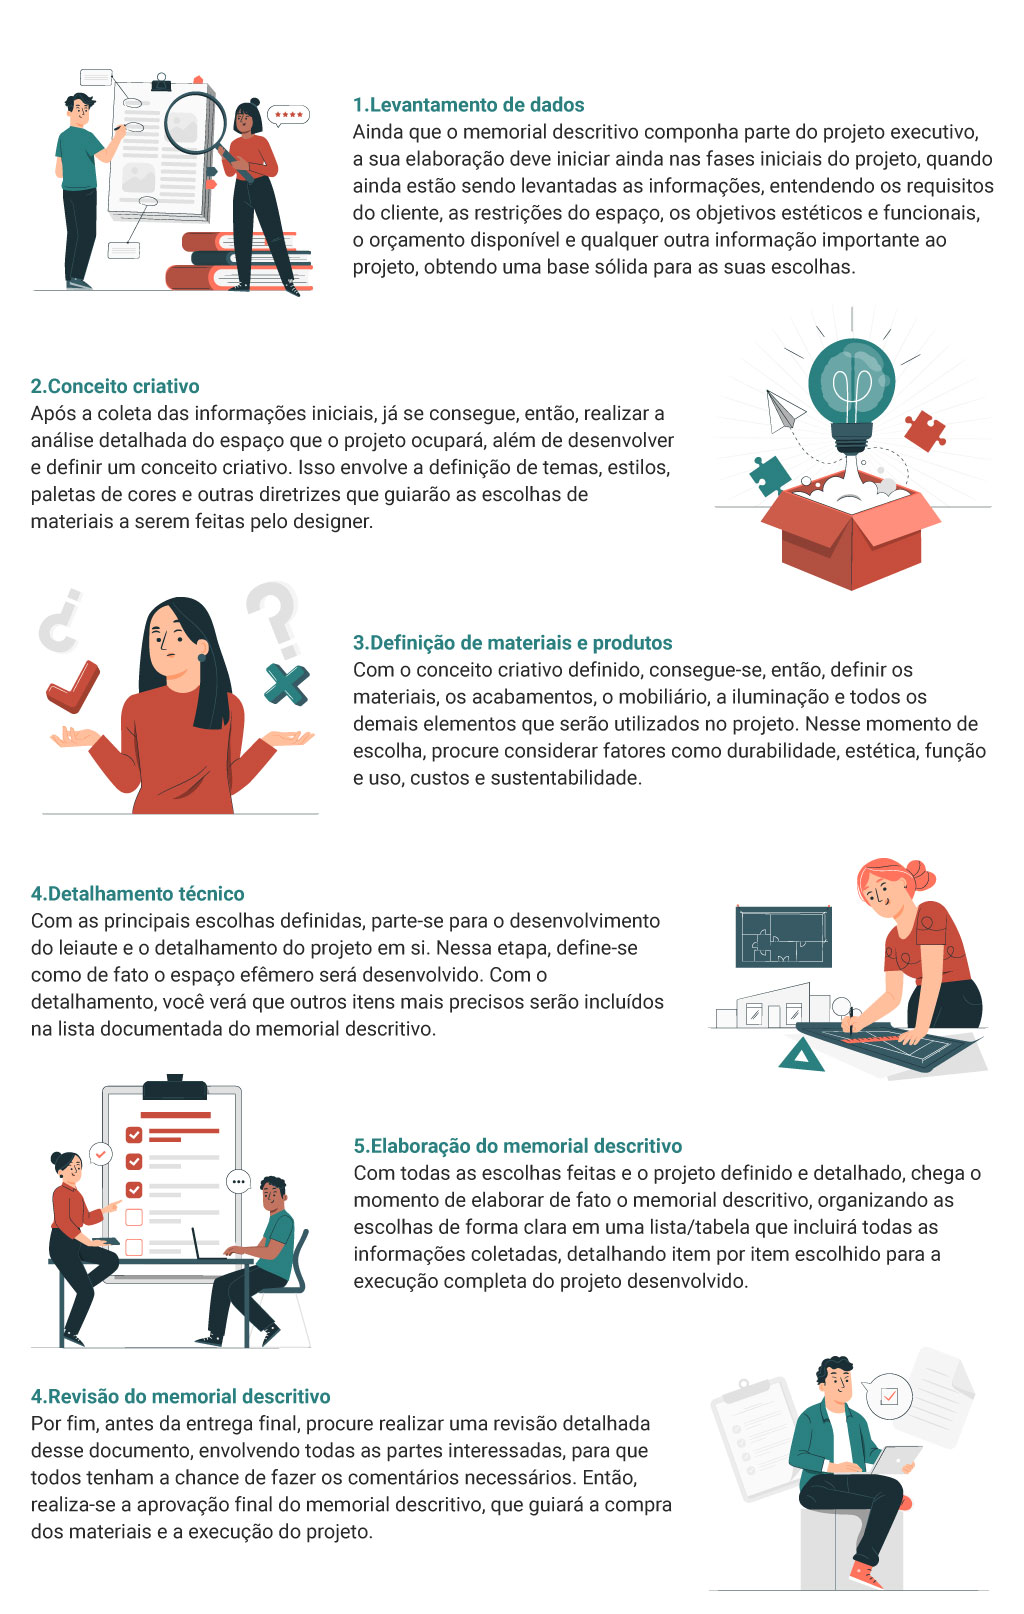 1.Levantamento de dados
Ainda que o memorial descritivo componha parte do projeto executivo,
a sua elaboração deve iniciar ainda nas fases iniciais do projeto, quando
ainda estão sendo levantadas as informações, entendendo os requisitos
do cliente, as restrições do espaço, os objetivos estéticos e funcionais,
o orçamento disponível e qualquer outra informação importante ao
projeto, obtendo uma base sólida para as suas escolhas.
2.Conceito criativo
Após a coleta das informações iniciais, já se consegue, então, realizar a
análise detalhada do espaço que o projeto ocupará, além de desenvolver
e definir um conceito criativo. Isso envolve a definição de temas, estilos,
paletas de cores e outras diretrizes que guiarão as escolhas de
materiais a serem feitas pelo designer.
3.Definição de materiais e produtos
Com o conceito criativo definido, consegue-se, então, definir os
materiais, os acabamentos, o mobiliário, a iluminação e todos os
demais elementos que serão utilizados no projeto. Nesse momento de
escolha, procure considerar fatores como durabilidade, estética, função
e uso, custos e sustentabilidade.
4.Detalhamento técnico
Com as principais escolhas definidas, parte-se para o desenvolvimento
do leiaute e o detalhamento do projeto em si. Nessa etapa, define-se
como de fato o espaço efêmero será desenvolvido. Com o
detalhamento, você verá que outros itens mais precisos serão incluídos
na lista documentada do memorial descritivo.
5.Elaboração do memorial descritivo
Com todas as escolhas feitas e o projeto definido e detalhado, chega o
momento de elaborar de fato o memorial descritivo, organizando as
escolhas de forma clara em uma lista/tabela que incluirá todas as
informações coletadas, detalhando item por item escolhido para a
execução completa do projeto desenvolvido.
4.Revisão do memorial descritivo
Por fim, antes da entrega final, procure realizar uma revisão detalhada
desse documento, envolvendo todas as partes interessadas, para que
todos tenham a chance de fazer os comentários necessários. Então,
realiza-se a aprovação final do memorial descritivo, que guiará a compra
dos materiais e a execução do projeto.